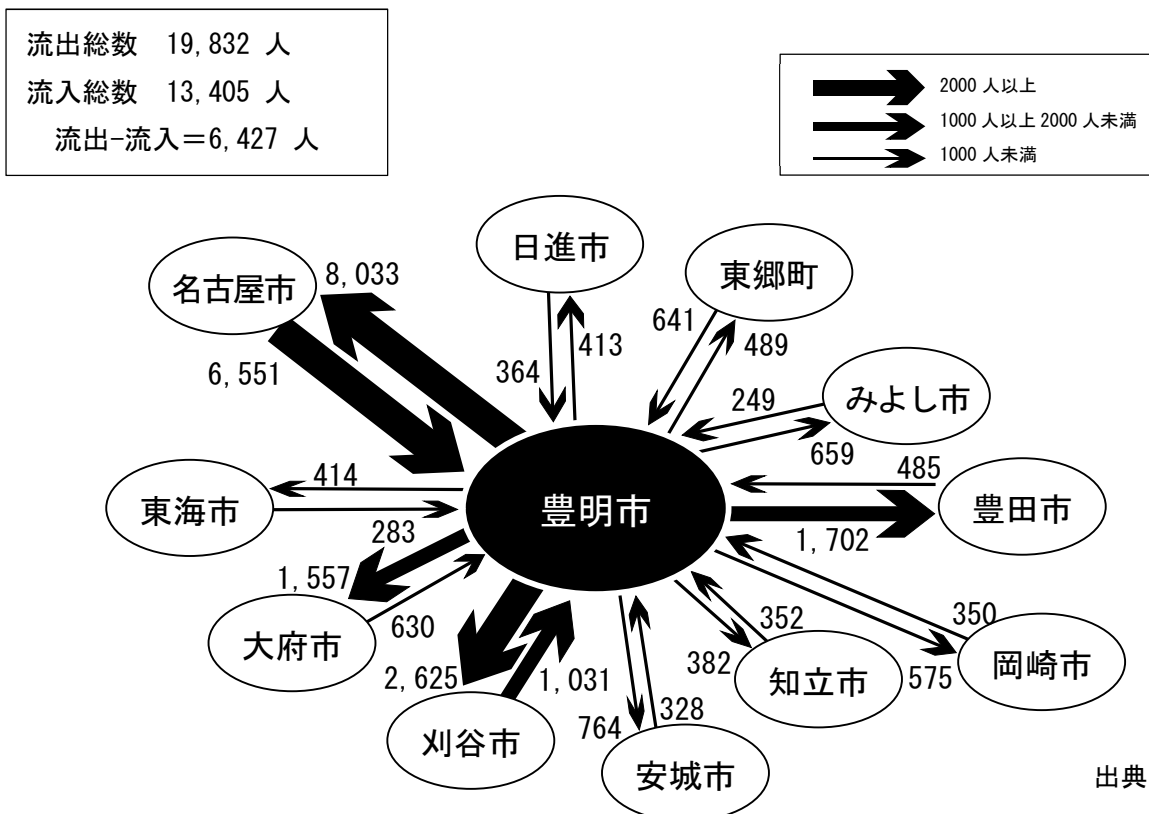 流出総数 19,832 人
流入総数 13,405 人
流出-流入＝6,427 人
2000 人以上
1000 人以上 2000 人未満
1000 人未満
日進市
東郷町
名古屋市
8,033
641
413
489
6,551
364
みよし市
249
659
485
414
東海市
豊明市
豊田市
283
1,702
1,557
630
352
350
大府市
382
岡崎市
2,625
1,031
知立市
575
764
328
刈谷市
安城市
出典